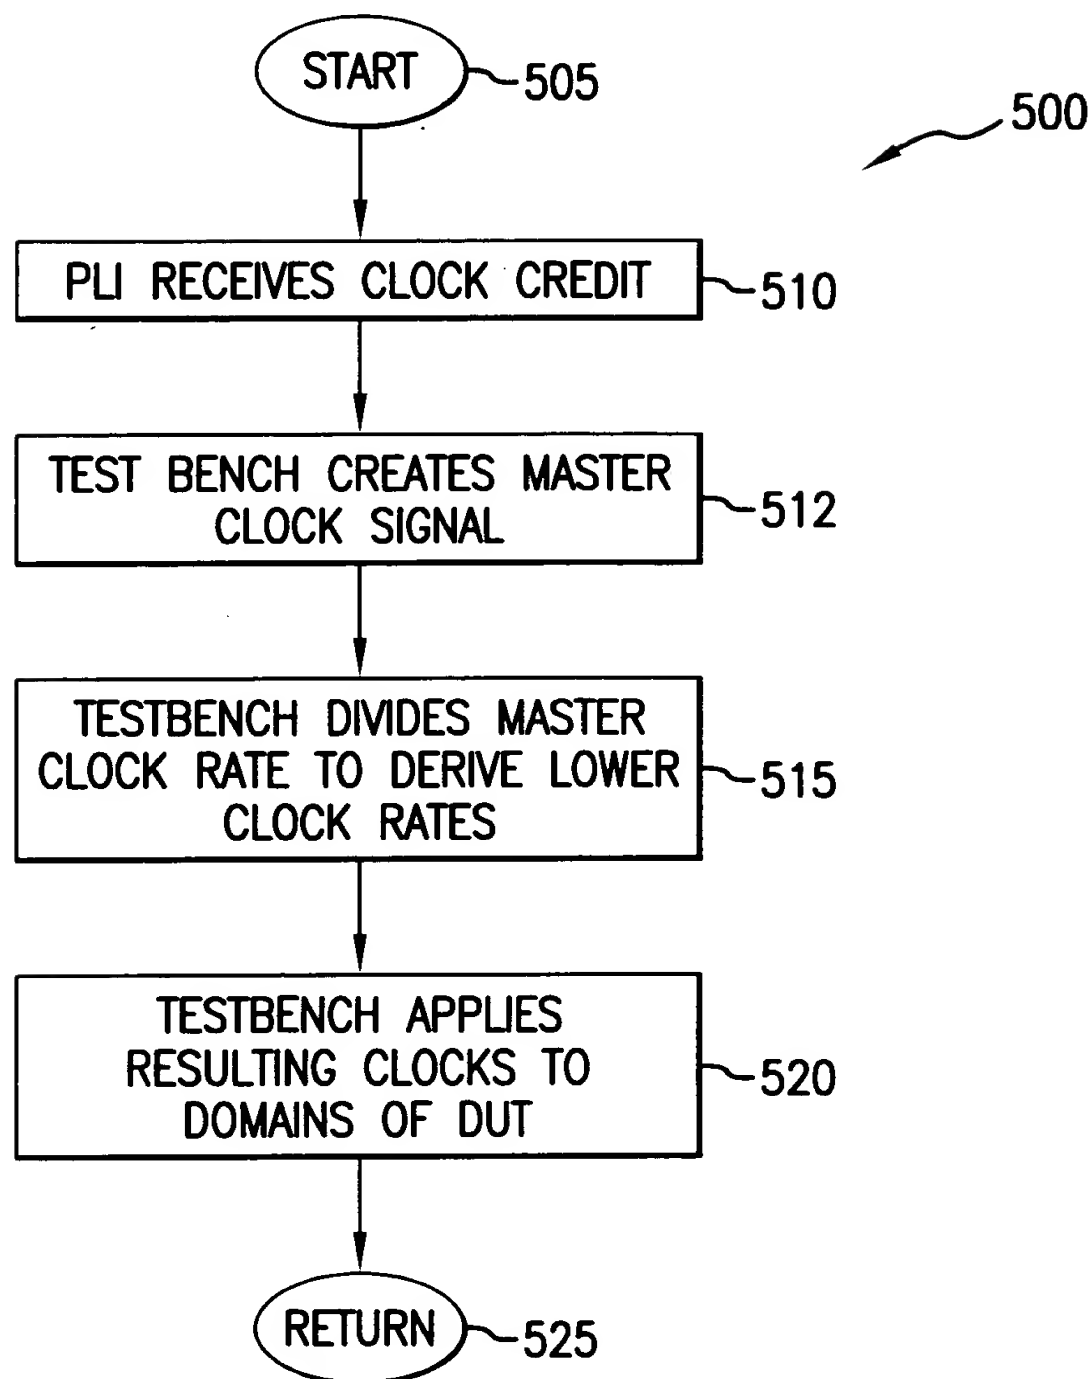 START
505
500
PLI RECEIVES CLOCK CREDIT
510
TEST BENCH CREATES MASTER
CLOCK SIGNAL
512
TESTBENCH DIVIDES MASTER
CLOCK RATE TO DERIVE LOWER
CLOCK RATES
515
TESTBENCH APPLIES
RESULTING CLOCKS TO
DOMAINS OF DUT
520
RETURN
525